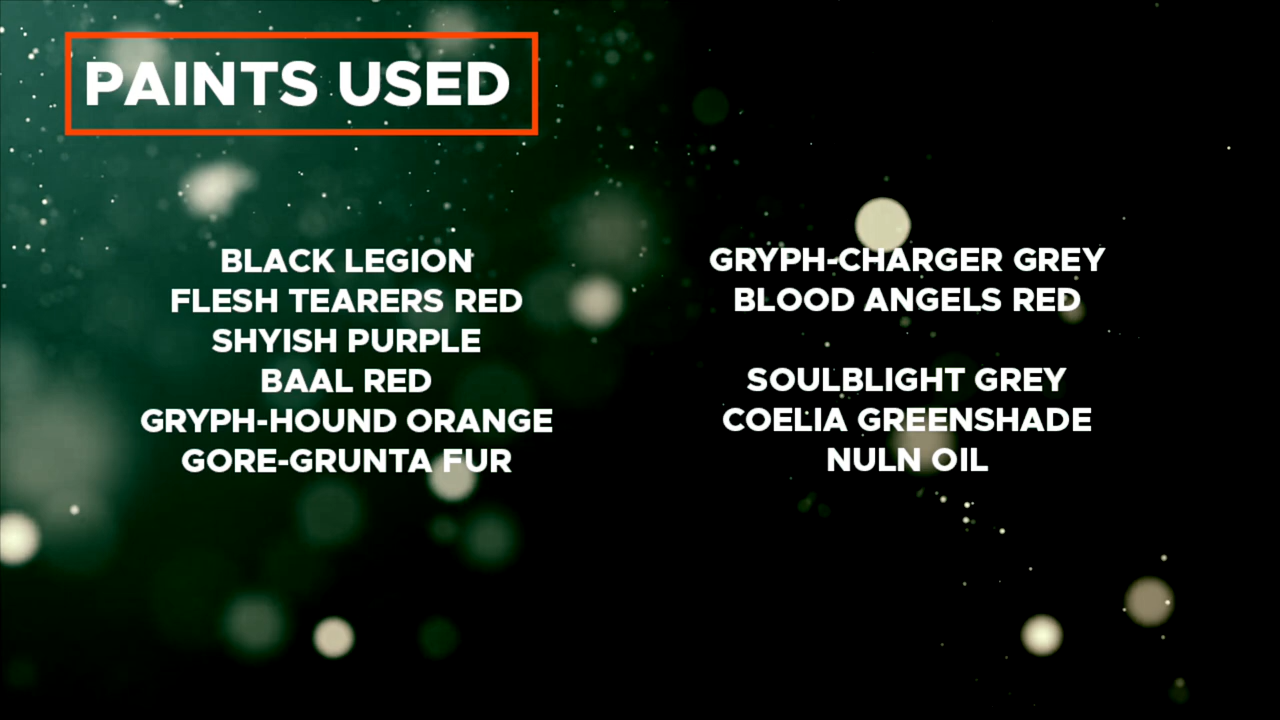 PAINTS USED
BLACK LEGION
FLESH TEARERS RED
SHYISH PURPLE
BAAL RED
GRYPH-HOUND ORANGE
GORE-GRUNTA FUR
GRYPH-CHARGER GREY
BLOOD ANGELS RED
SOULBLIGHT GREY
COELIA GREENSHADE
NULN OIL